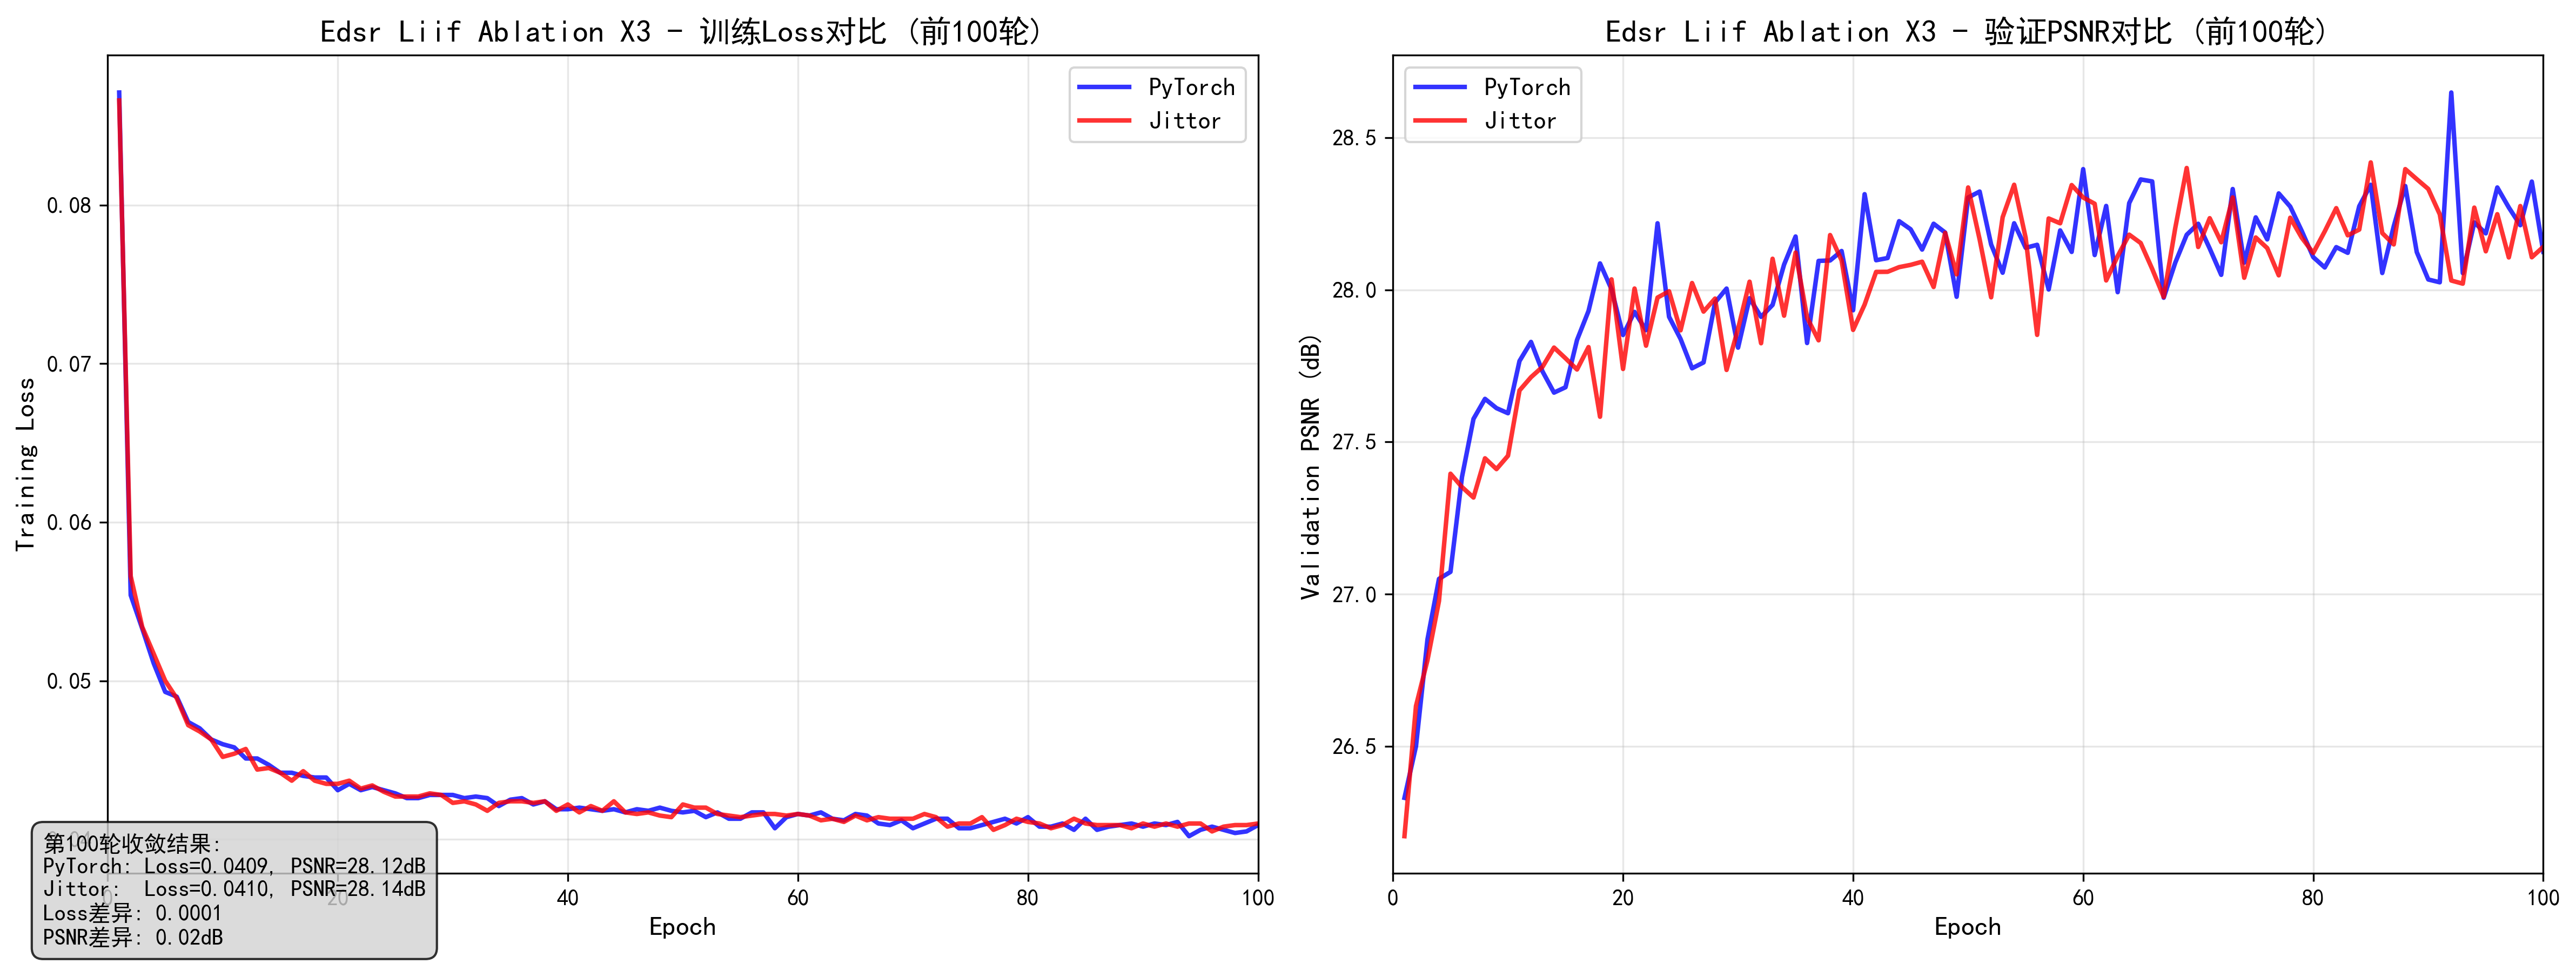 Edsr Liif Ablation X3 - 训练Loss对比 (前100轮)
PyTorch
Jittor
0.08
0.07
0.06
0.05
0.04
Training Loss
0
20
40
60
80
100
Epoch
第100轮收敛结果:
PyTorch: Loss=0.0409, PSNR=28.12dB
Jittor:  Loss=0.0410, PSNR=28.14dB
Loss差异: 0.0001
PSNR差异: 0.02dB
Edsr Liif Ablation X3 - 验证PSNR对比 (前100轮)
PyTorch
Jittor
28.5
28.0
27.5
27.0
26.5
Validation PSNR (dB)
0
20
40
60
80
100
Epoch